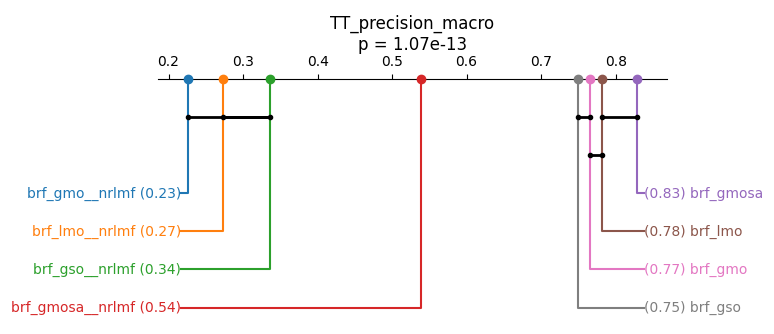 TT_precision_macro
p = 1.07e-13
0.2 0.3 0.4 0.5 0.6 0.7 0.8
brf_gmo__nrlmf (0.23) (0.83) brf_gmosa
brf_lmo__nrlmf (0.27) (0.78) brf_lmo
brf_gso__nrlmf (0.34) (0.77) brf_gmo
brf_gmosa__nrlmf (0.54) (0.75) brf_gso